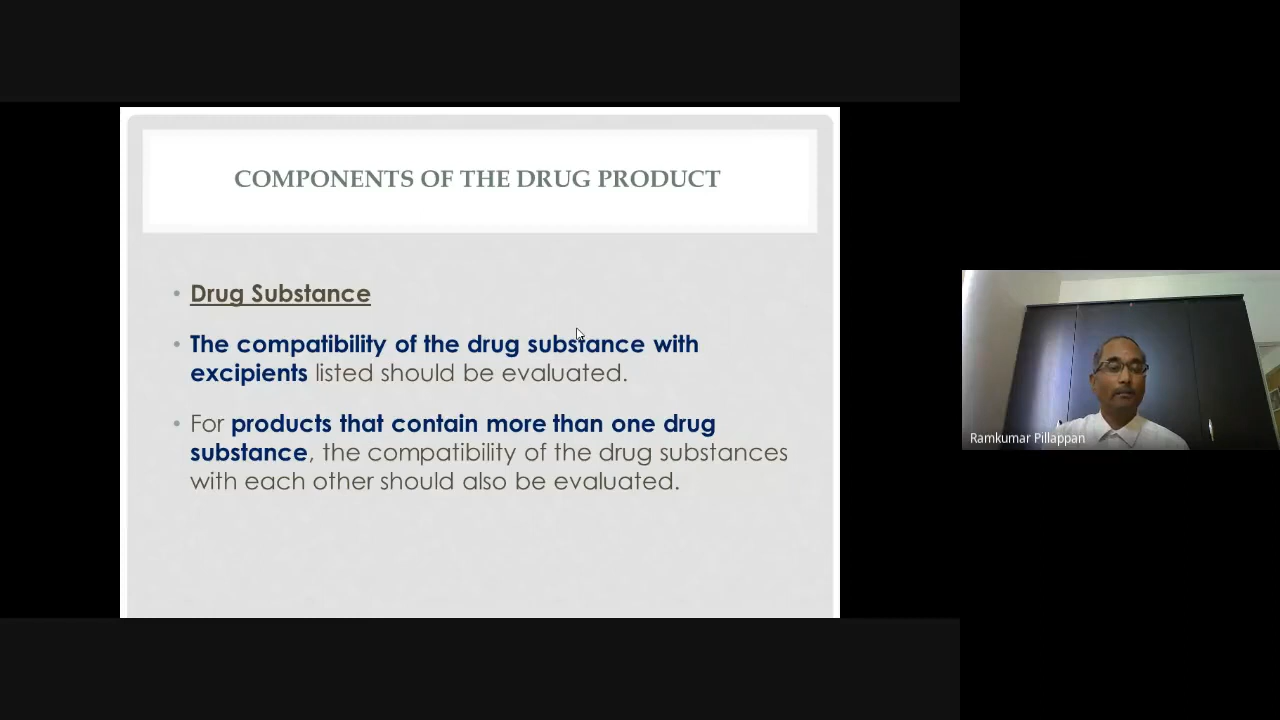 COMPONENTS OF THE DRUG PRODUCT
• Drug Substance
• The compatibility of the drug substance with
excipients listed should be evaluated.
• For products that contain more than one drug
substance, the compatibility of the drug substances
with each other should also be evaluated.
Ramkumar Pillappan